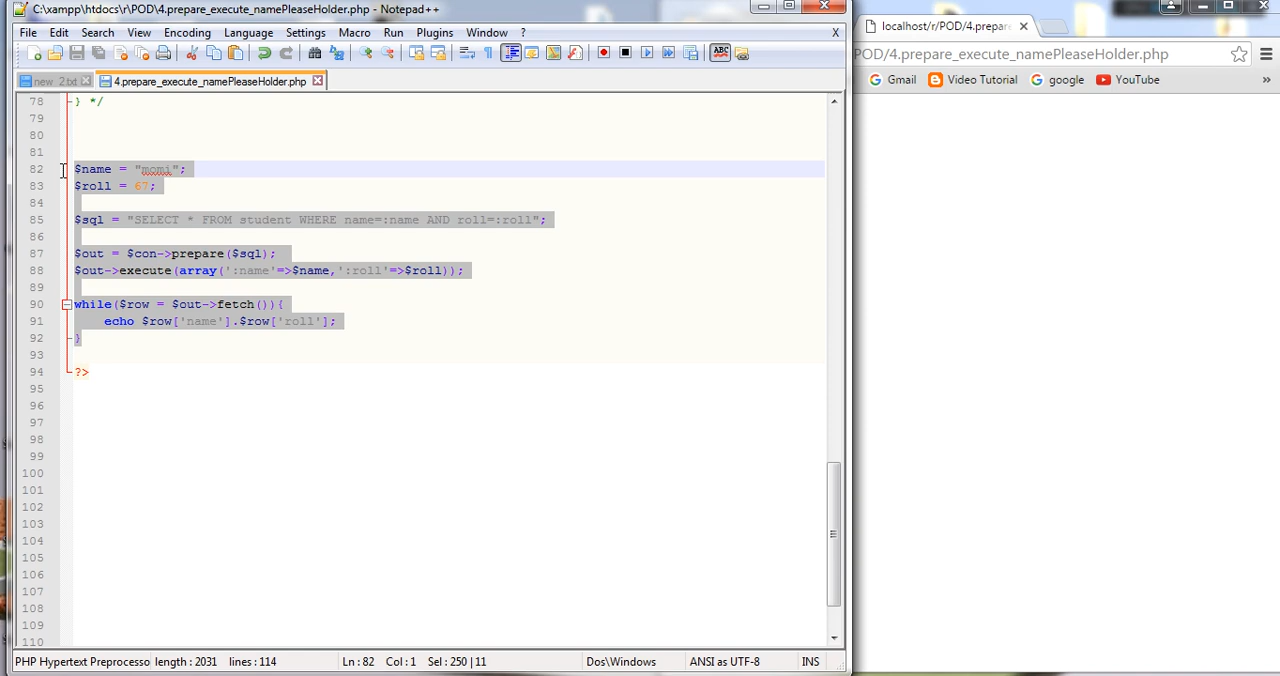 C:\xampp\htdocs\r\POD\4.prepare_execute_namePleaseHolder.php - Notepad++
localhost/r/POD/4.prepare
File Edit Search View Encoding Language Settings Macro Run Plugins Window ? X
POD/4.prepare_execute_namePleaseHolder.php
new 2.txt 4.prepare_execute_namePleaseHolder.php
Gmail Video Tutorial google YouTube »
78 } */
79
80
81
82 $name = "momi";
83 $roll = 67;
84
85 $sql = "SELECT * FROM student WHERE name=:name AND roll=:roll";
86
87 $out = $con->prepare($sql);
88 $out->execute(array(':name'=>$name,':roll'=>$roll));
89
90 while($row = $out->fetch()){
91 echo $row['name'].$row['roll'];
92 }
93
94 ?>
95
96
97
98
99
100
101
102
103
104
105
106
107
108
109
110
PHP Hypertext Preprocesso length : 2031 lines : 114 Ln : 82 Col : 1 Sel : 250 | 11 Dos\Windows ANSI as UTF-8 INS